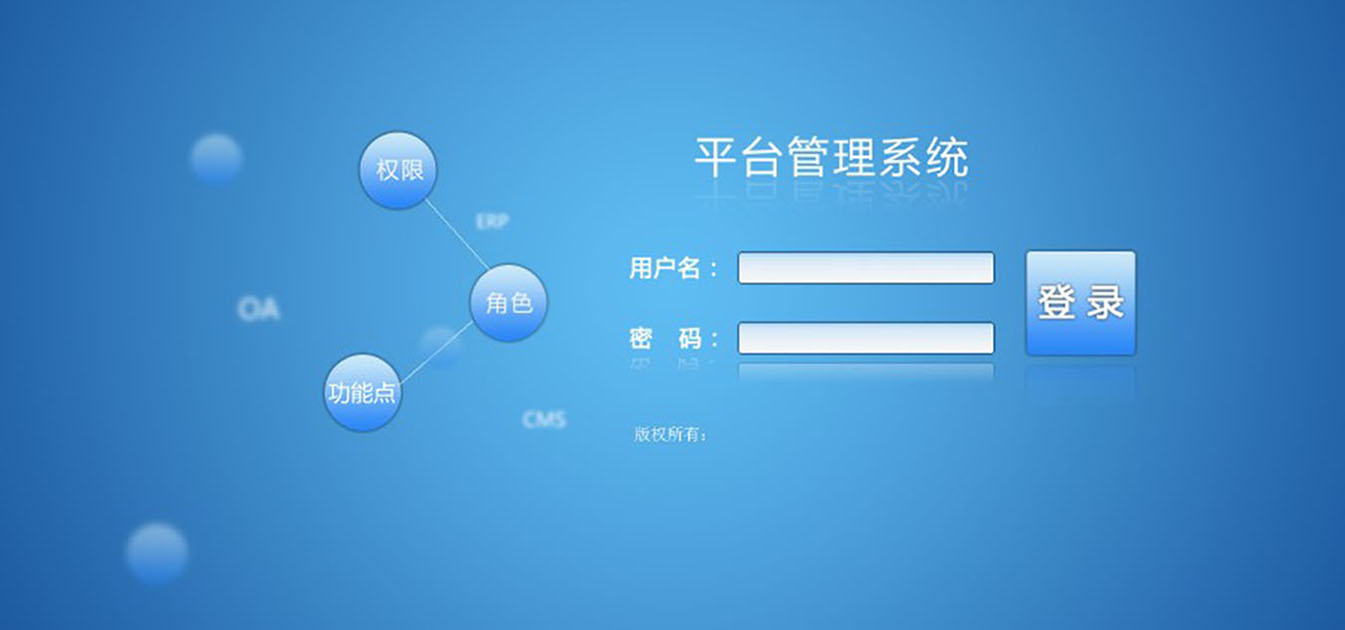 平台管理系统
权限
ERP
用户名：
角色
登 录
OA
密 码：
功能点
CMS
版权所有：